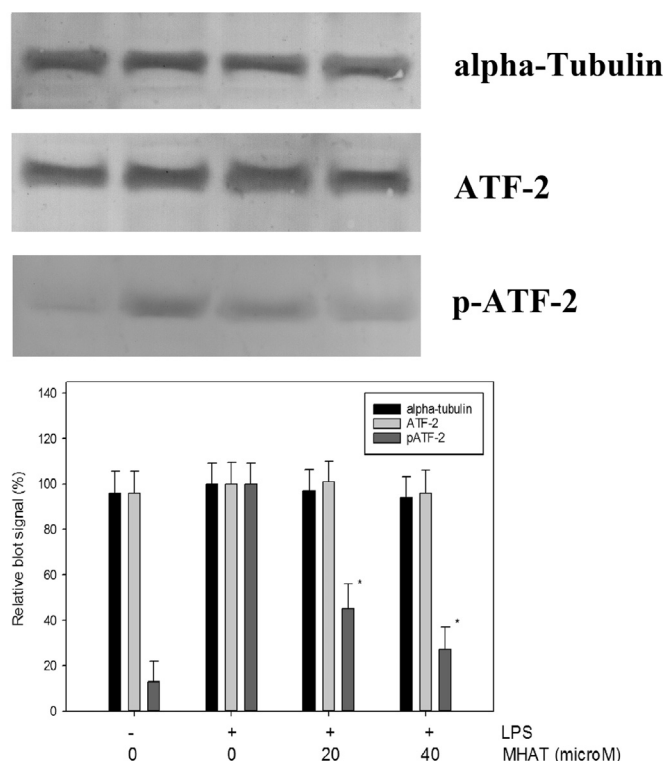 alpha-Tubulin
ATF-2
p-ATF-2
Relative blot signal (%)
140
120
100
80
60
40
20
0
alpha-tubulin
ATF-2
pATF-2
*
*
- + + + LPS
0 0 20 40 MHAT (microM)